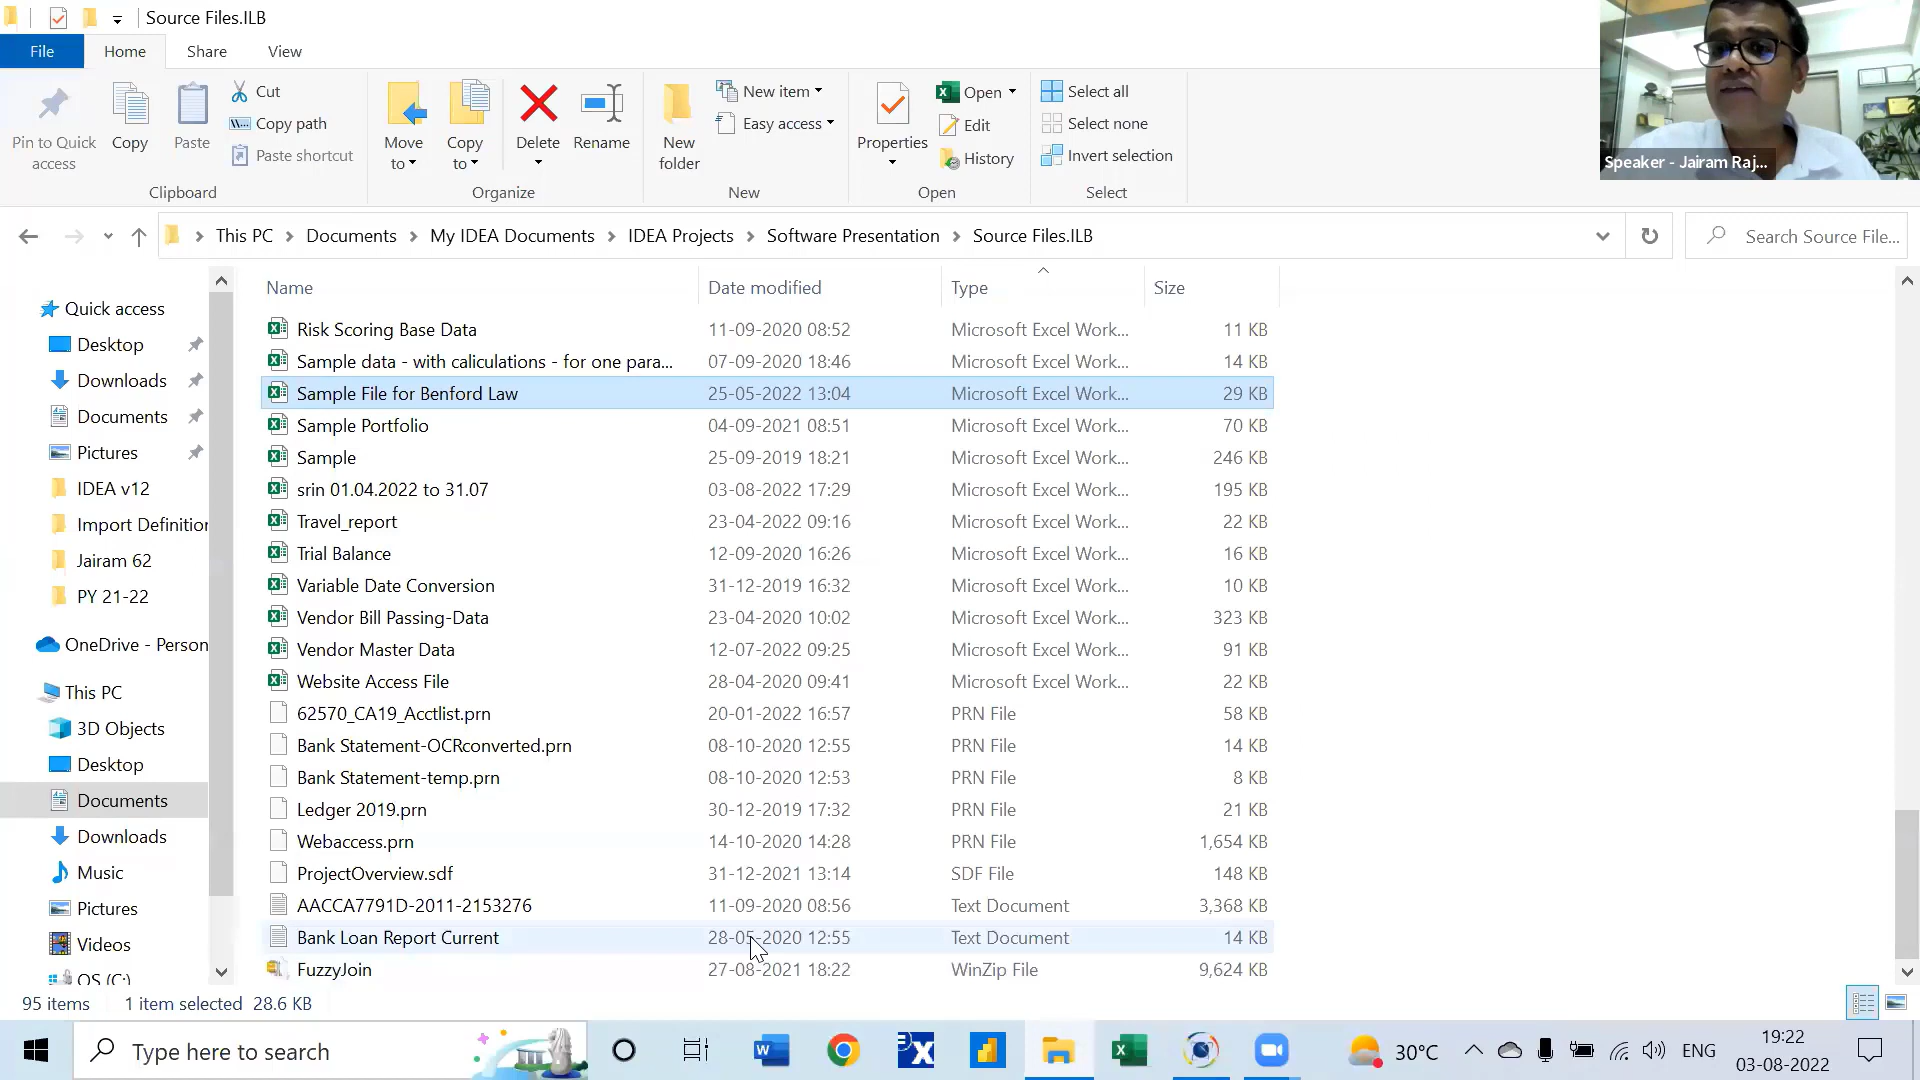 Source Files.ILB
File Home Share View
Pin to Quick access
Copy
Paste
Cut
Copy path
Paste shortcut
Clipboard
Move to
Copy to
Delete
Rename
Organize
New folder
New item
Easy access
New
Properties
Open
Edit
History
Open
Select all
Select none
Invert selection
Select
Speaker - Jairam Raj...
This PC Documents My IDEA Documents IDEA Projects Software Presentation Source Files.ILB
Search Source File...
Quick access
Desktop
Downloads
Documents
Pictures
IDEA v12
Import Definition
Jairam 62
PY 21-22
OneDrive - Person
This PC
3D Objects
Desktop
Documents
Downloads
Music
Pictures
Videos
OS (C:)
Name Date modified Type Size
Risk Scoring Base Data 11-09-2020 08:52 Microsoft Excel Work... 11 KB
Sample data - with caliculations - for one para... 07-09-2020 18:46 Microsoft Excel Work... 14 KB
Sample File for Benford Law 25-05-2022 13:04 Microsoft Excel Work... 29 KB
Sample Portfolio 04-09-2021 08:51 Microsoft Excel Work... 70 KB
Sample 25-09-2019 18:21 Microsoft Excel Work... 246 KB
srin 01.04.2022 to 31.07 03-08-2022 17:29 Microsoft Excel Work... 195 KB
Travel_report 23-04-2022 09:16 Microsoft Excel Work... 22 KB
Trial Balance 12-09-2020 16:26 Microsoft Excel Work... 16 KB
Variable Date Conversion 31-12-2019 16:32 Microsoft Excel Work... 10 KB
Vendor Bill Passing-Data 23-04-2020 10:02 Microsoft Excel Work... 323 KB
Vendor Master Data 12-07-2022 09:25 Microsoft Excel Work... 91 KB
Website Access File 28-04-2020 09:41 Microsoft Excel Work... 22 KB
62570_CA19_Acctlist.prn 20-01-2022 16:57 PRN File 58 KB
Bank Statement-OCRconverted.prn 08-10-2020 12:55 PRN File 14 KB
Bank Statement-temp.prn 08-10-2020 12:53 PRN File 8 KB
Ledger 2019.prn 30-12-2019 17:32 PRN File 21 KB
Webaccess.prn 14-10-2020 14:28 PRN File 1,654 KB
ProjectOverview.sdf 31-12-2021 13:14 SDF File 148 KB
AACCA7791D-2011-2153276 11-09-2020 08:56 Text Document 3,368 KB
Bank Loan Report Current 28-05-2020 12:55 Text Document 14 KB
FuzzyJoin 27-08-2021 18:22 WinZip File 9,624 KB
95 items 1 item selected 28.6 KB
Type here to search
30°C
ENG
19:22
03-08-2022